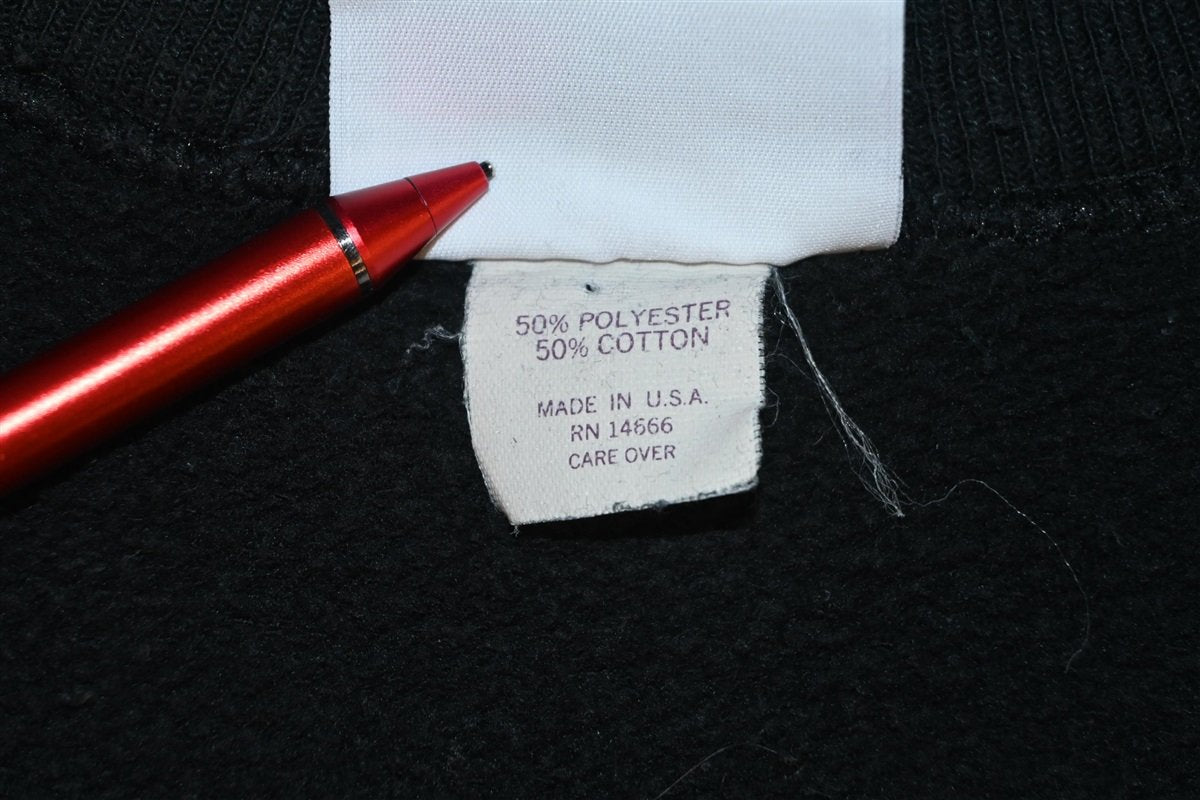 50% POLYESTER
50% COTTON
MADE IN U.S.A.
RN 14666
CARE OVER